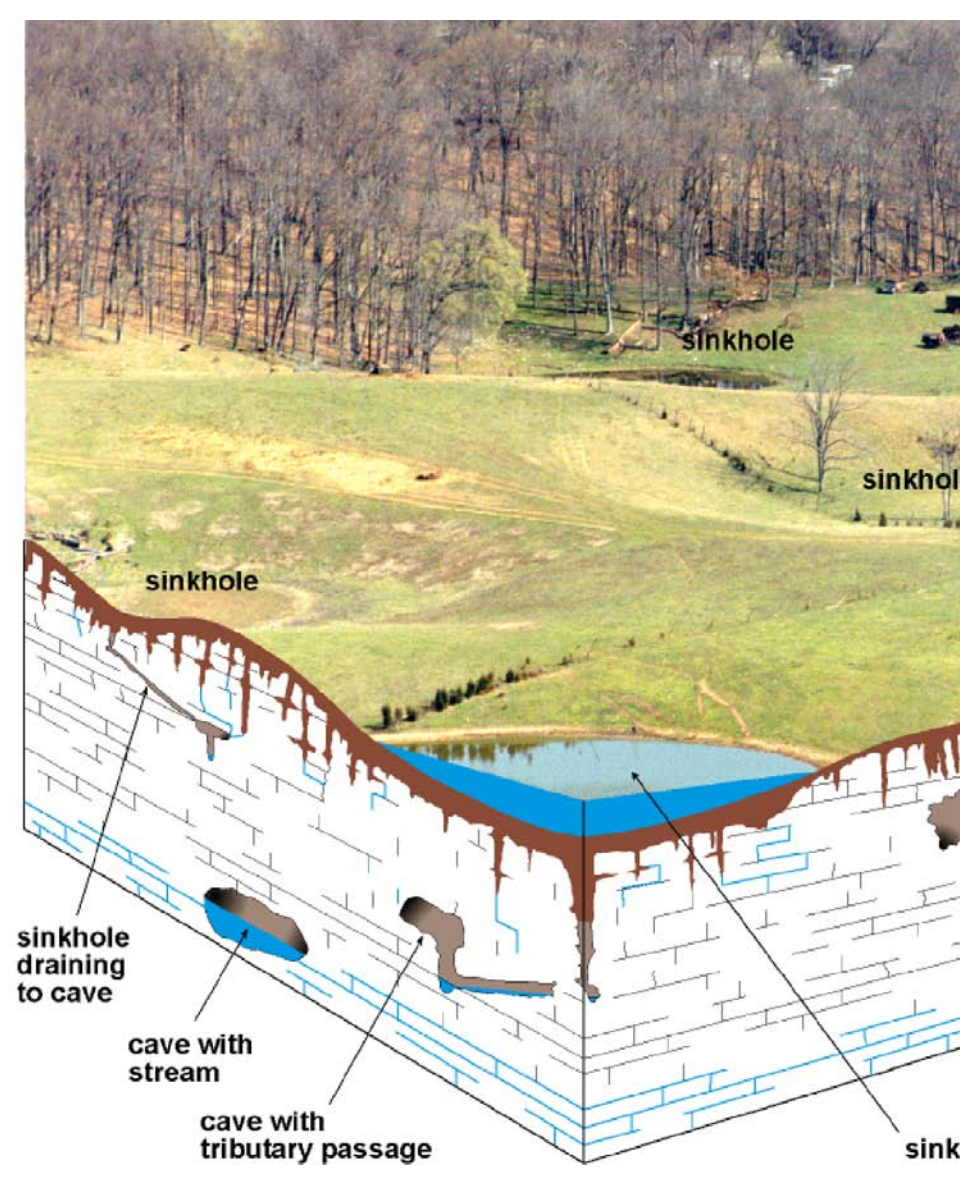 sinkhole
sinkhol
sinkhole
sinkhole
draining
to cave
cave with
stream
cave with
tributary passage
sink